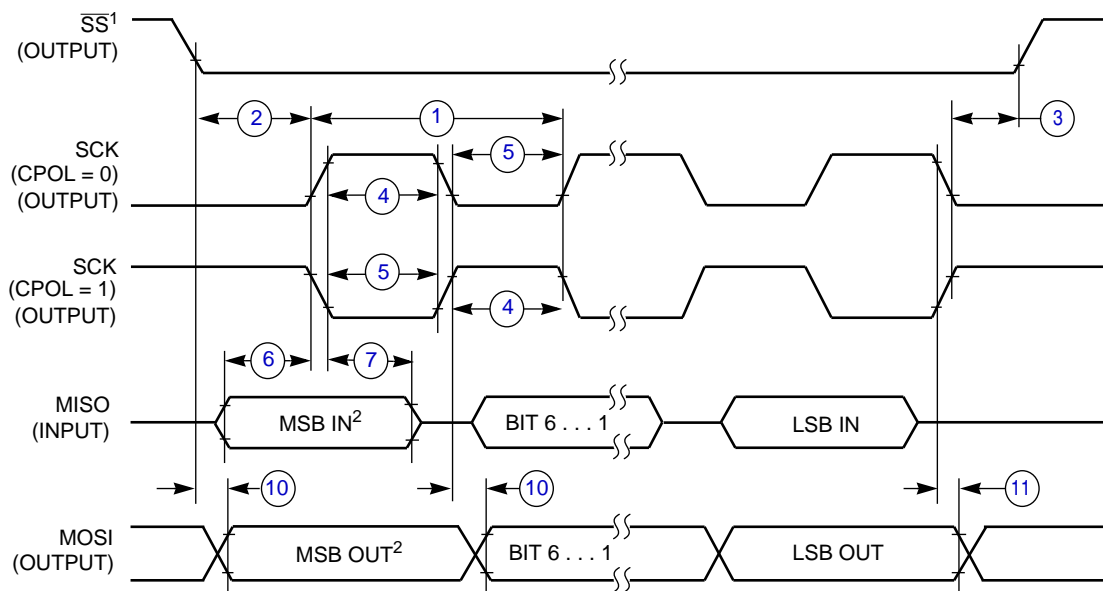 SS¹
(OUTPUT)
2
1
3
SCK
(CPOL = 0)
(OUTPUT)
5
4
SCK
(CPOL = 1)
(OUTPUT)
5
4
6
7
MISO
(INPUT)
MSB IN²
BIT 6 . . . 1
LSB IN
10
10
11
MOSI
(OUTPUT)
MSB OUT²
BIT 6 . . . 1
LSB OUT